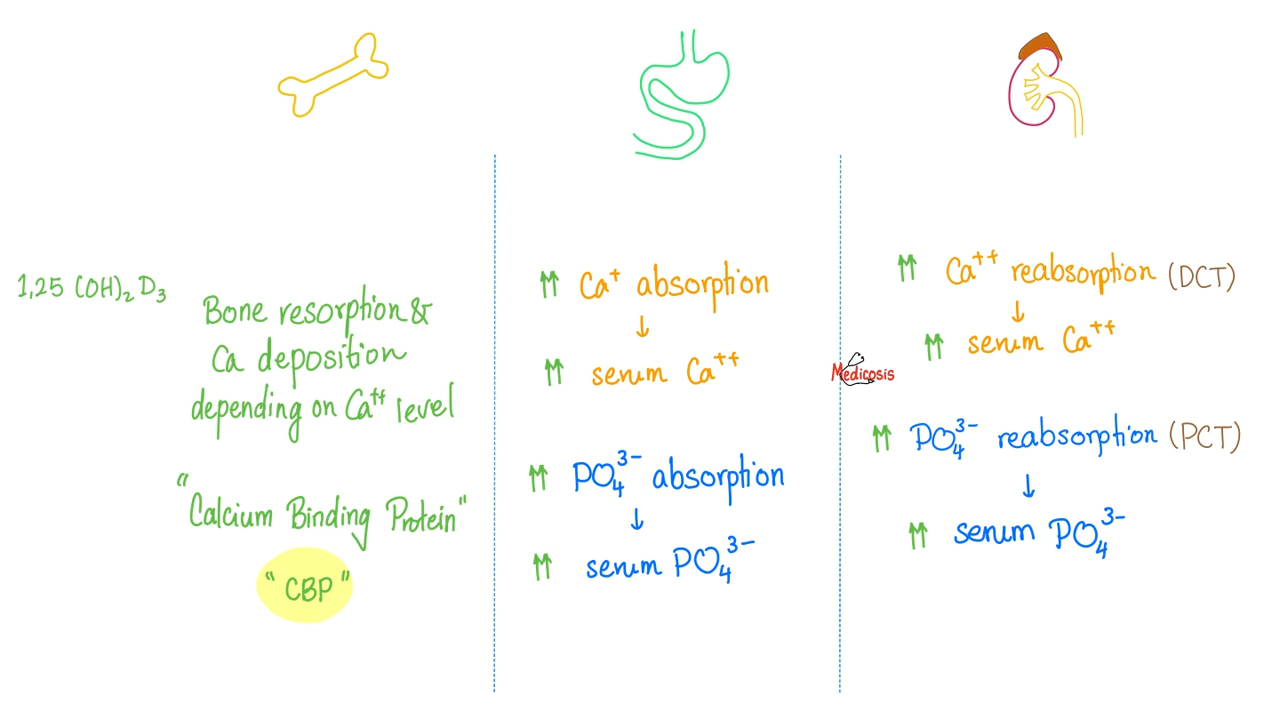 1,25 (OH)₂ D₃
Bone resorption &
Ca deposition
depending on Ca⁺⁺ level
"Calcium Binding Protein"
"CBP"
⇈ Ca⁺ absorption
↓
⇈ serum Ca⁺⁺
⇈ PO₄³⁻ absorption
↓
⇈ serum PO₄³⁻
Medicosis
⇈ Ca⁺⁺ reabsorption (DCT)
↓
⇈ serum Ca⁺⁺
⇈ PO₄³⁻ reabsorption (PCT)
↓
⇈ serum PO₄³⁻